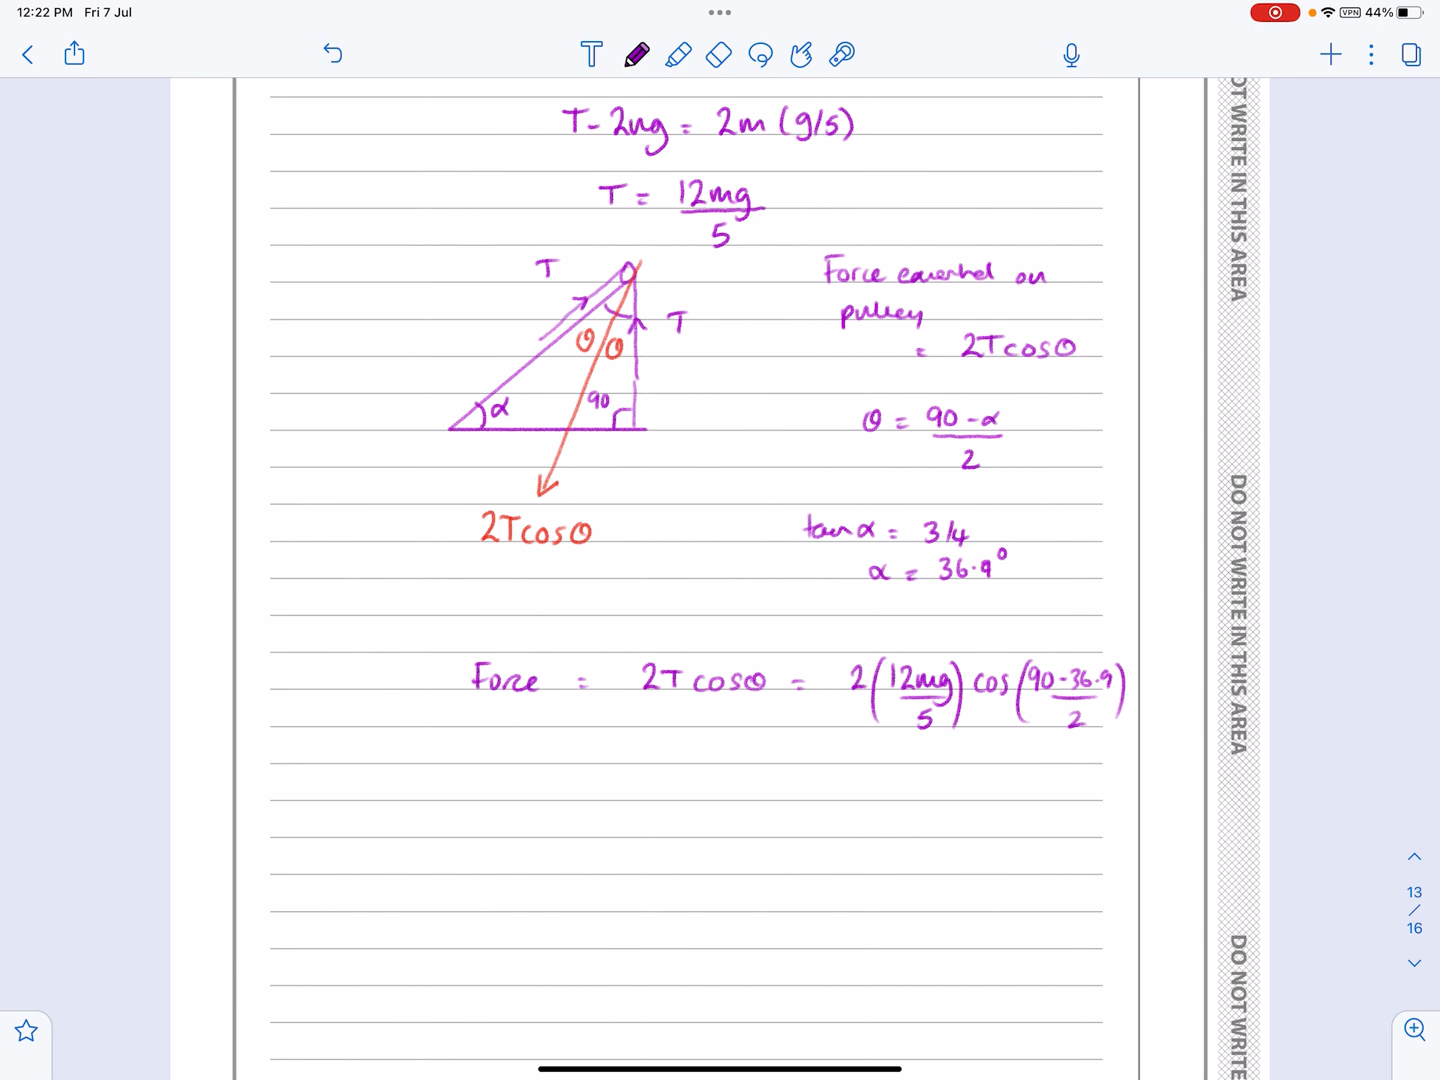 12:22 PM Fri 7 Jul
VPN 44%
T - 2mg = 2m (g/5)
T = 12mg
5
T
T
θ θ
α
90
2Tcosθ
Force exerted on
pulley
= 2Tcosθ
θ = 90 - α
2
tan α = 3/4
α = 36.9°
Force = 2T cosθ = 2(12mg/5) cos(90-36.9/2)
OT WRITE IN THIS AREA
DO NOT WRITE IN THIS AREA
DO NOT WRITE
13
/
16